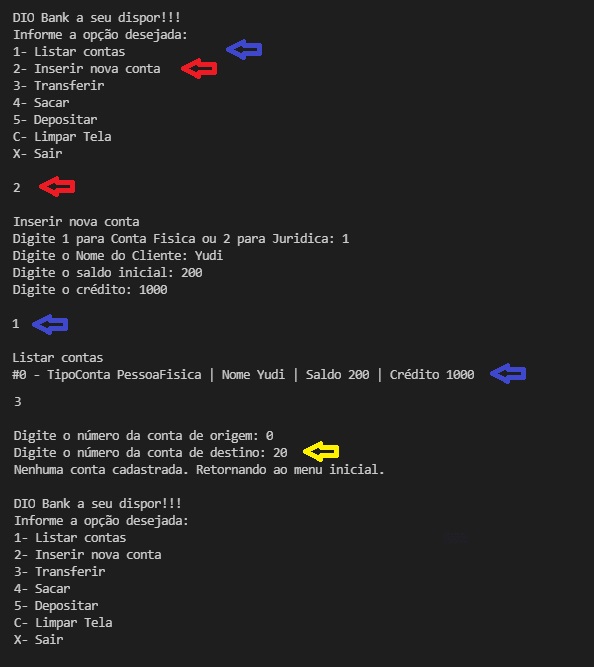 DIO Bank a seu dispor!!!
Informe a opção desejada:
1- Listar contas
2- Inserir nova conta
3- Transferir
4- Sacar
5- Depositar
C- Limpar Tela
X- Sair
2
Inserir nova conta
Digite 1 para Conta Fisica ou 2 para Juridica: 1
Digite o Nome do Cliente: Yudi
Digite o saldo inicial: 200
Digite o crédito: 1000
1
Listar contas
#0 - TipoConta PessoaFisica | Nome Yudi | Saldo 200 | Crédito 1000
3
Digite o número da conta de origem: 0
Digite o número da conta de destino: 20
Nenhuma conta cadastrada. Retornando ao menu inicial.
DIO Bank a seu dispor!!!
Informe a opção desejada:
1- Listar contas
2- Inserir nova conta
3- Transferir
4- Sacar
5- Depositar
C- Limpar Tela
X- Sair